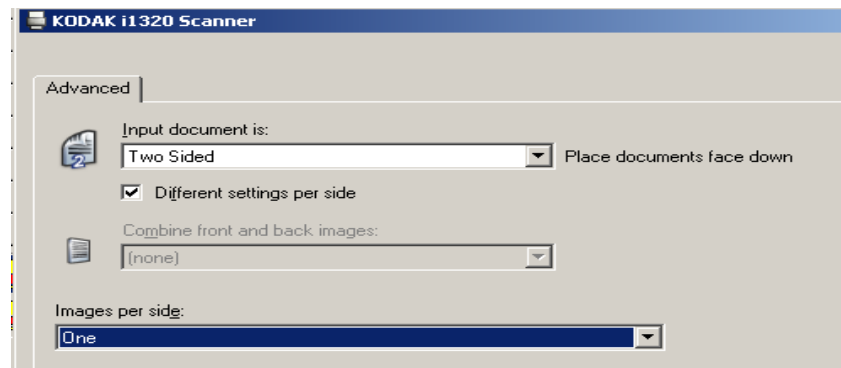 KODAK i1320 Scanner
Advanced
Input document is:
2
Two Sided Place documents face down
Different settings per side
Combine front and back images:
(none)
Images per side:
One